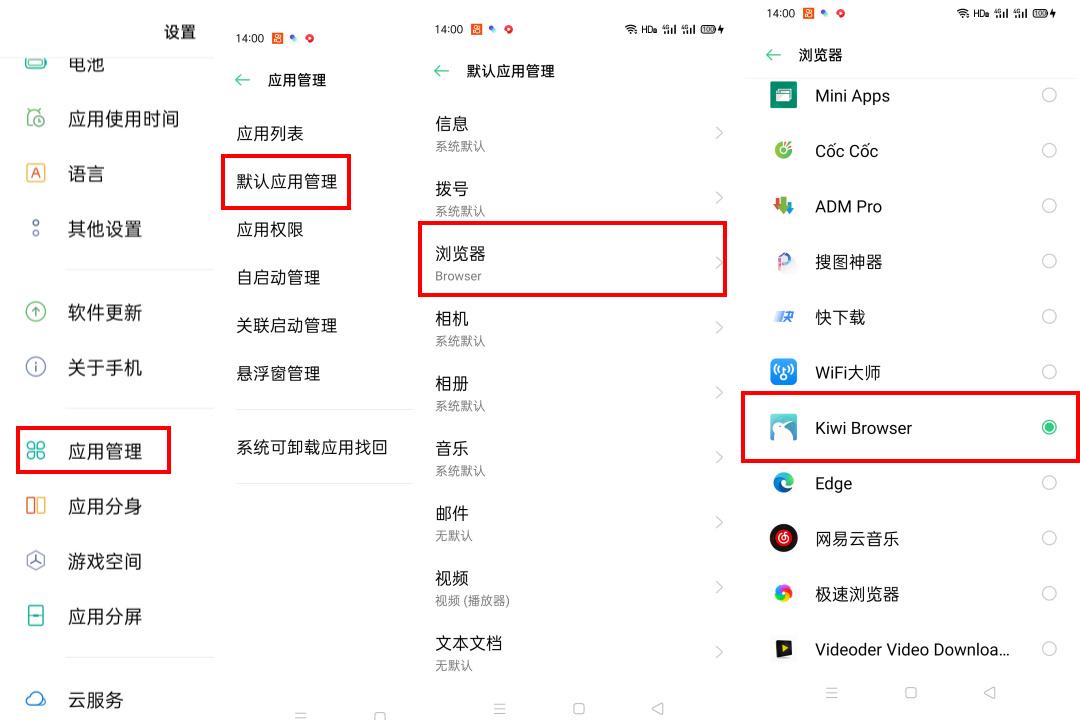 设置
电池
应用使用时间
A 语言
其他设置
软件更新
关于手机
应用管理
应用分身
游戏空间
应用分屏
云服务
14:00
应用管理
应用列表
默认应用管理
应用权限
自启动管理
关联启动管理
悬浮窗管理
系统可卸载应用找回
14:00 HDB 4G 4G 100
默认应用管理
信息
系统默认
拨号
系统默认
浏览器
Browser
相机
系统默认
相册
系统默认
音乐
系统默认
邮件
无默认
视频
视频 (播放器)
文本文档
无默认
14:00 HDB 4G 4G 100
浏览器
Mini Apps
Cốc Cốc
ADM Pro
搜图神器
快下载
WiFi大师
Kiwi Browser
Edge
网易云音乐
极速浏览器
Videoder Video Downloa...